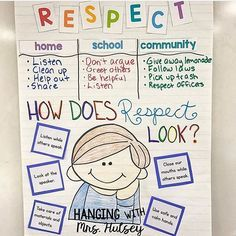 RESPECT
home
school
community
• Listen
• Clean up
• Help out
• Share
• Don't argue
• Great others
• Be helpful
• Listen
• Give away lemonade
• Follow laws
• Pick up trash
• Respect officers
HOW DOES Respect
LOOK?
Listen while others speak.
Look at the speaker.
Take care of materials and objects.
Close our mouths while others speak.
Use safe and calm hands.
HANGING WITH
Mrs. Hulsey